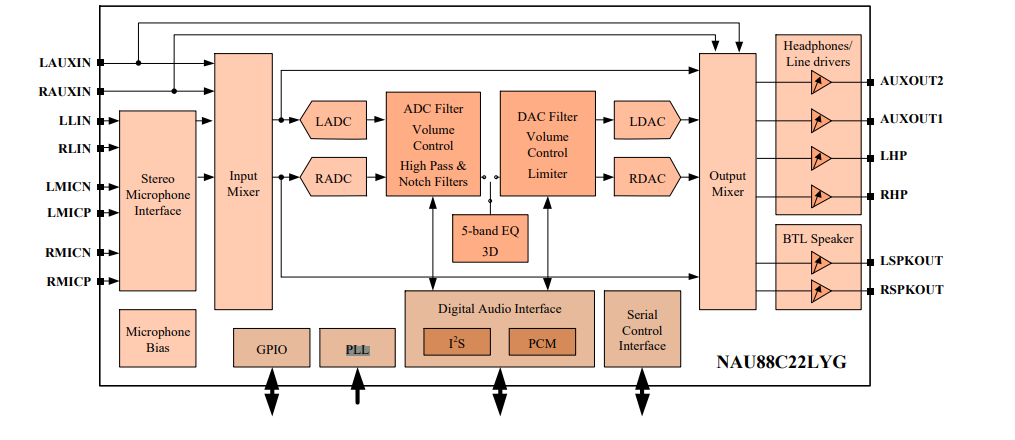 LAUXIN
RAUXIN
LLIN
RLIN
LMICN
LMICP
RMICN
RMICP
Stereo
Microphone
Interface
Microphone
Bias
Input
Mixer
LADC
RADC
ADC Filter
Volume
Control
High Pass &
Notch Filters
DAC Filter
Volume
Control
Limiter
5-band EQ
3D
LDAC
RDAC
Output
Mixer
Headphones/
Line drivers
BTL Speaker
AUXOUT2
AUXOUT1
LHP
RHP
LSPKOUT
RSPKOUT
GPIO
PLL
Digital Audio Interface
I²S
PCM
Serial
Control
Interface
NAU88C22LYG